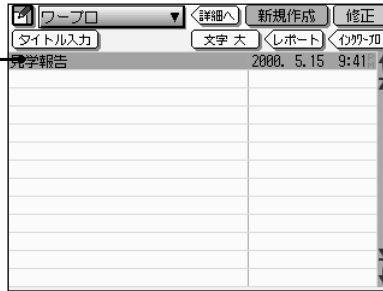 ワープロ ▼ 詳細へ 新規作成 修正
タイトル入力 文字 大 レポート インクワープロ
見学報告 2000. 5.15 9:41